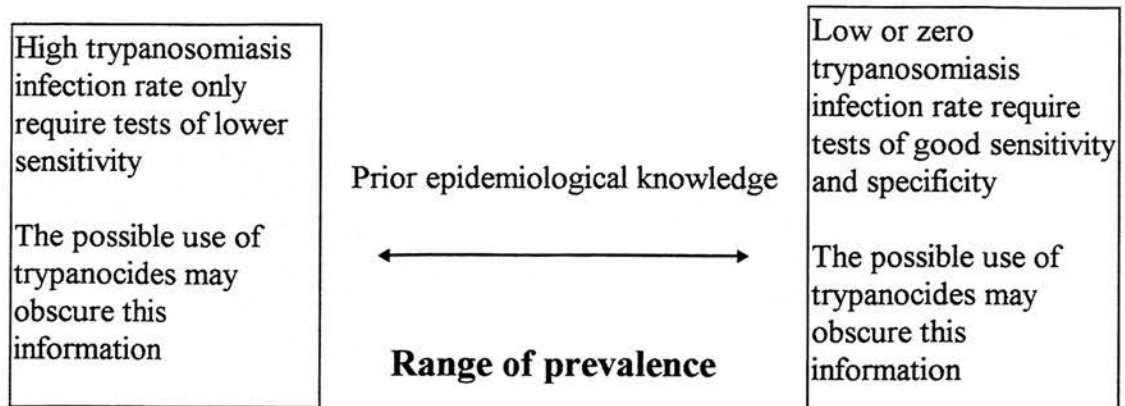 High trypanosomiasis
infection rate only
require tests of lower
sensitivity
The possible use of
trypanocides may
obscure this
information
Prior epidemiological knowledge
Range of prevalence
Low or zero
trypanosomiasis
infection rate require
tests of good sensitivity
and specificity
The possible use of
trypanocides may
obscure this
information